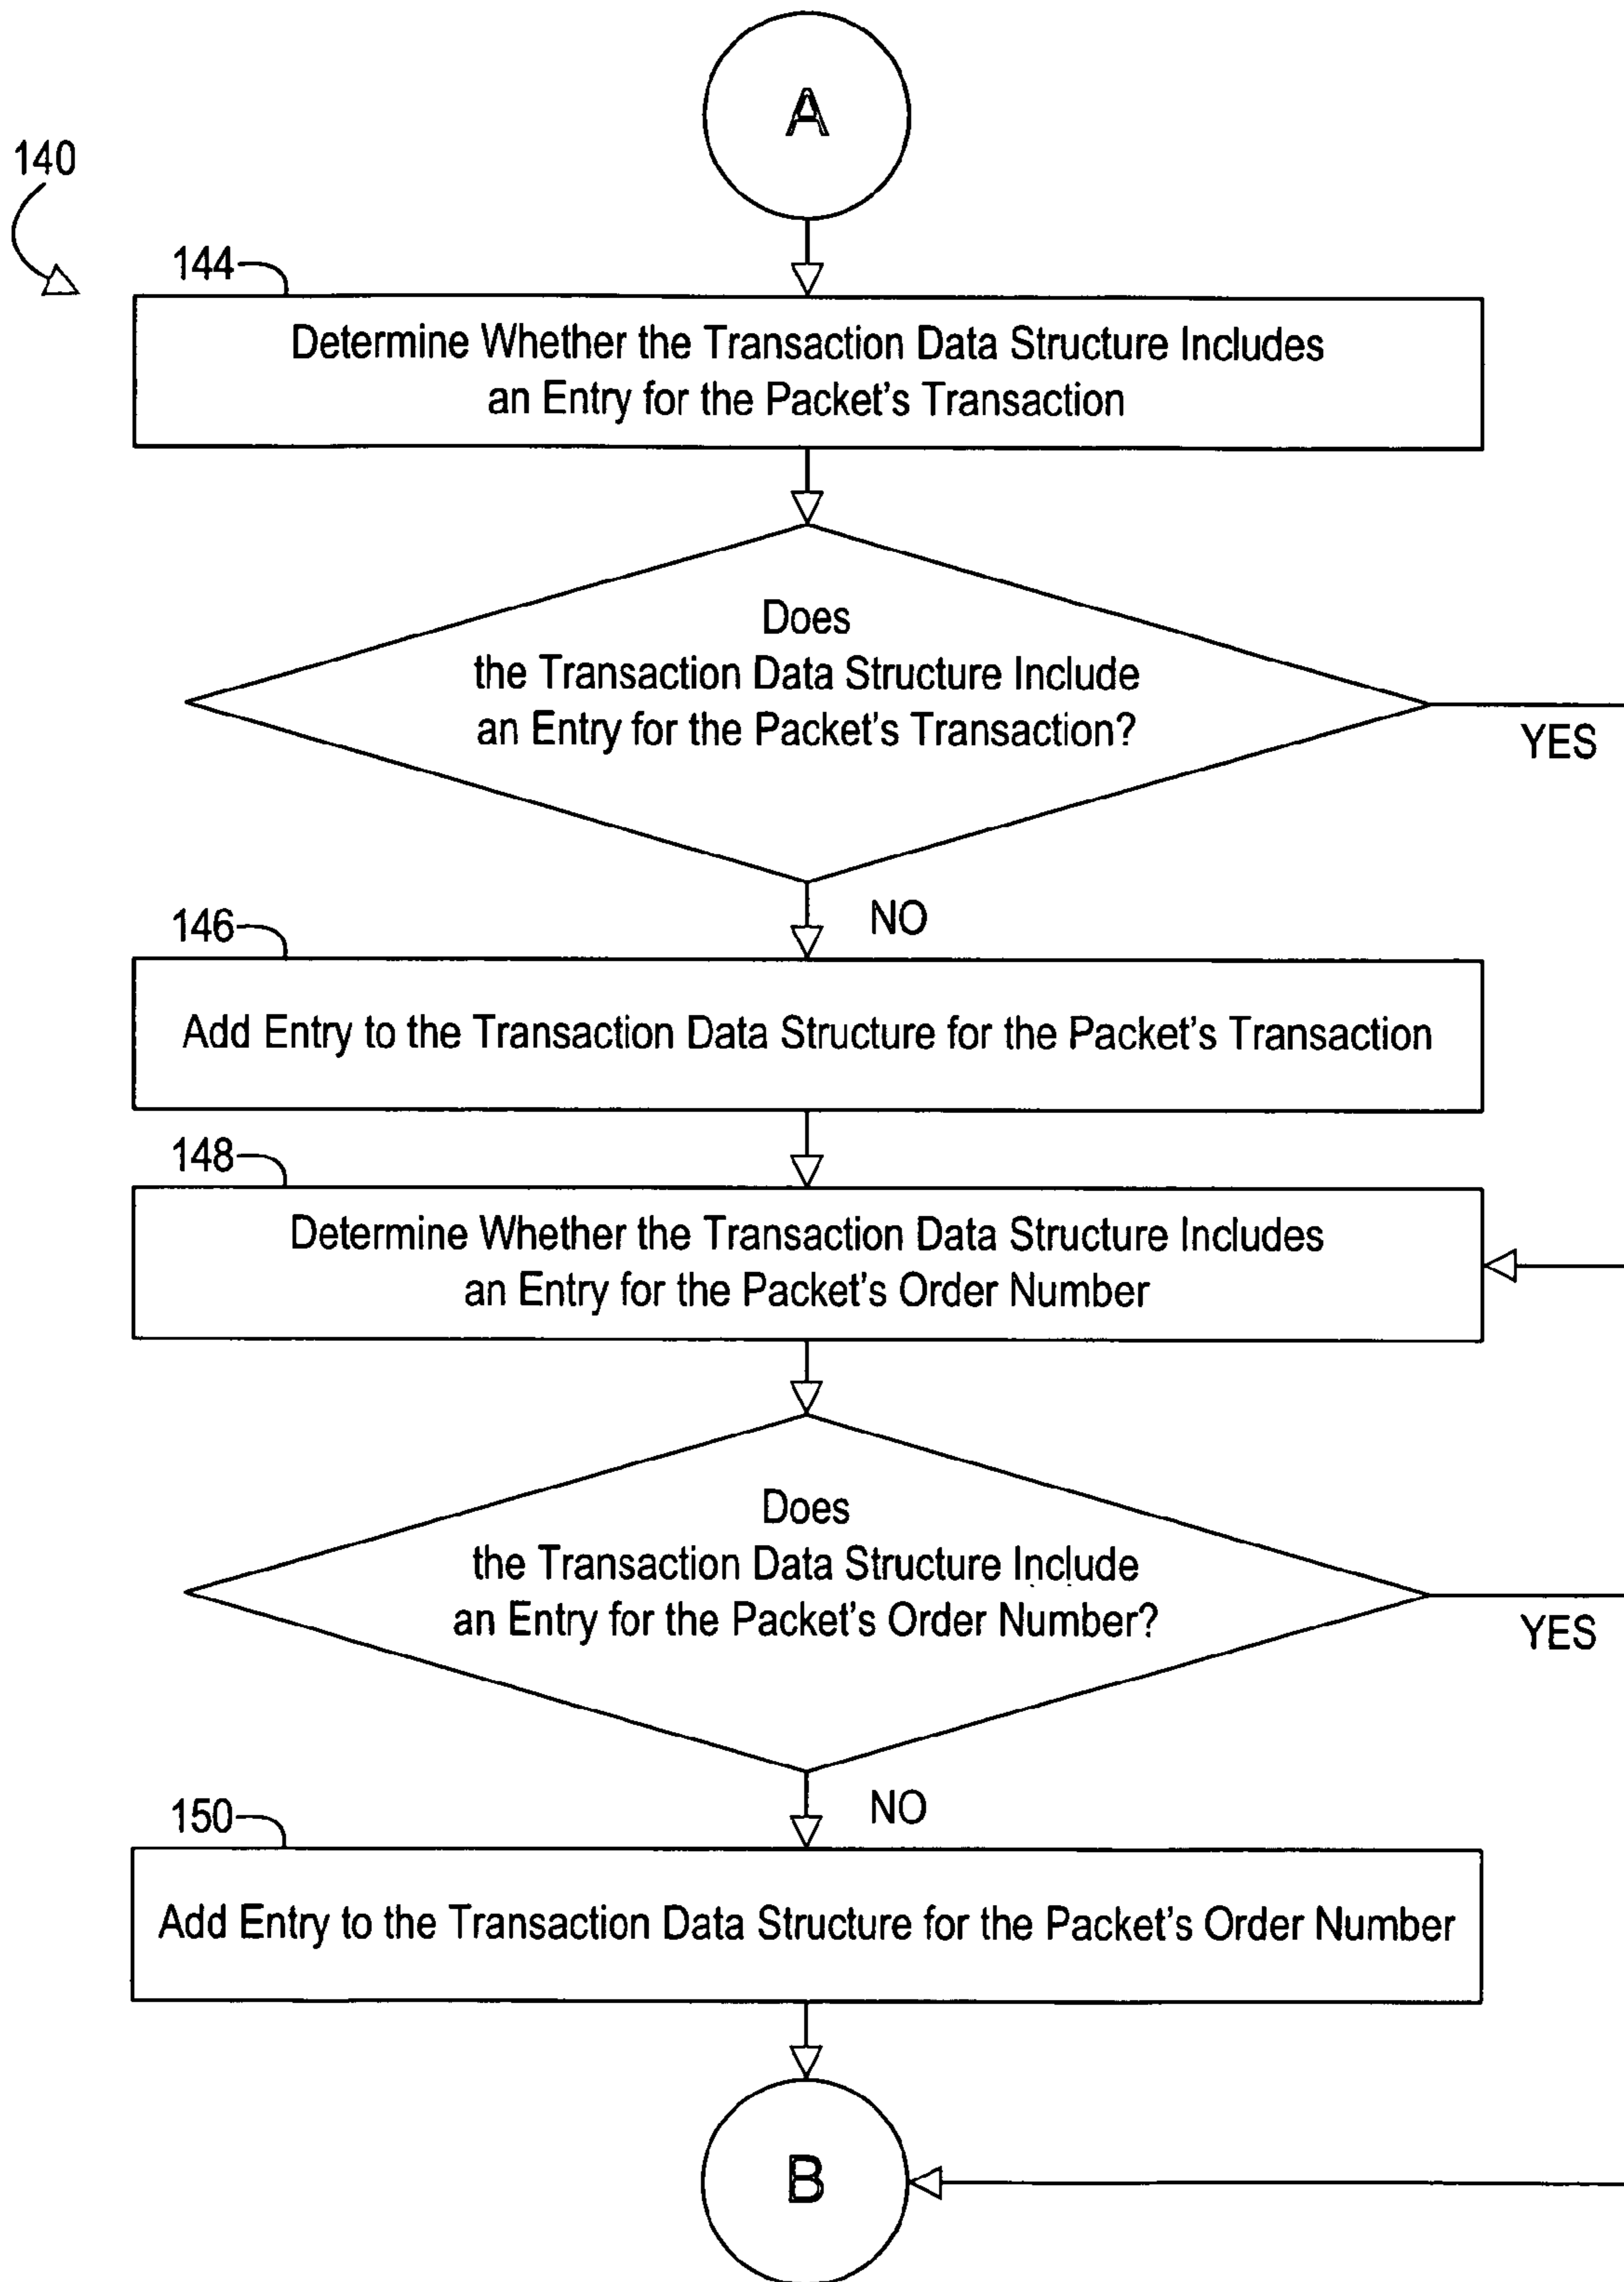 A
140
144
Determine Whether the Transaction Data Structure Includes
an Entry for the Packet's Transaction
Does
the Transaction Data Structure Include
an Entry for the Packet's Transaction?
YES
NO
146
Add Entry to the Transaction Data Structure for the Packet's Transaction
148
Determine Whether the Transaction Data Structure Includes
an Entry for the Packet's Order Number
Does
the Transaction Data Structure Include
an Entry for the Packet's Order Number?
YES
NO
150
Add Entry to the Transaction Data Structure for the Packet's Order Number
B